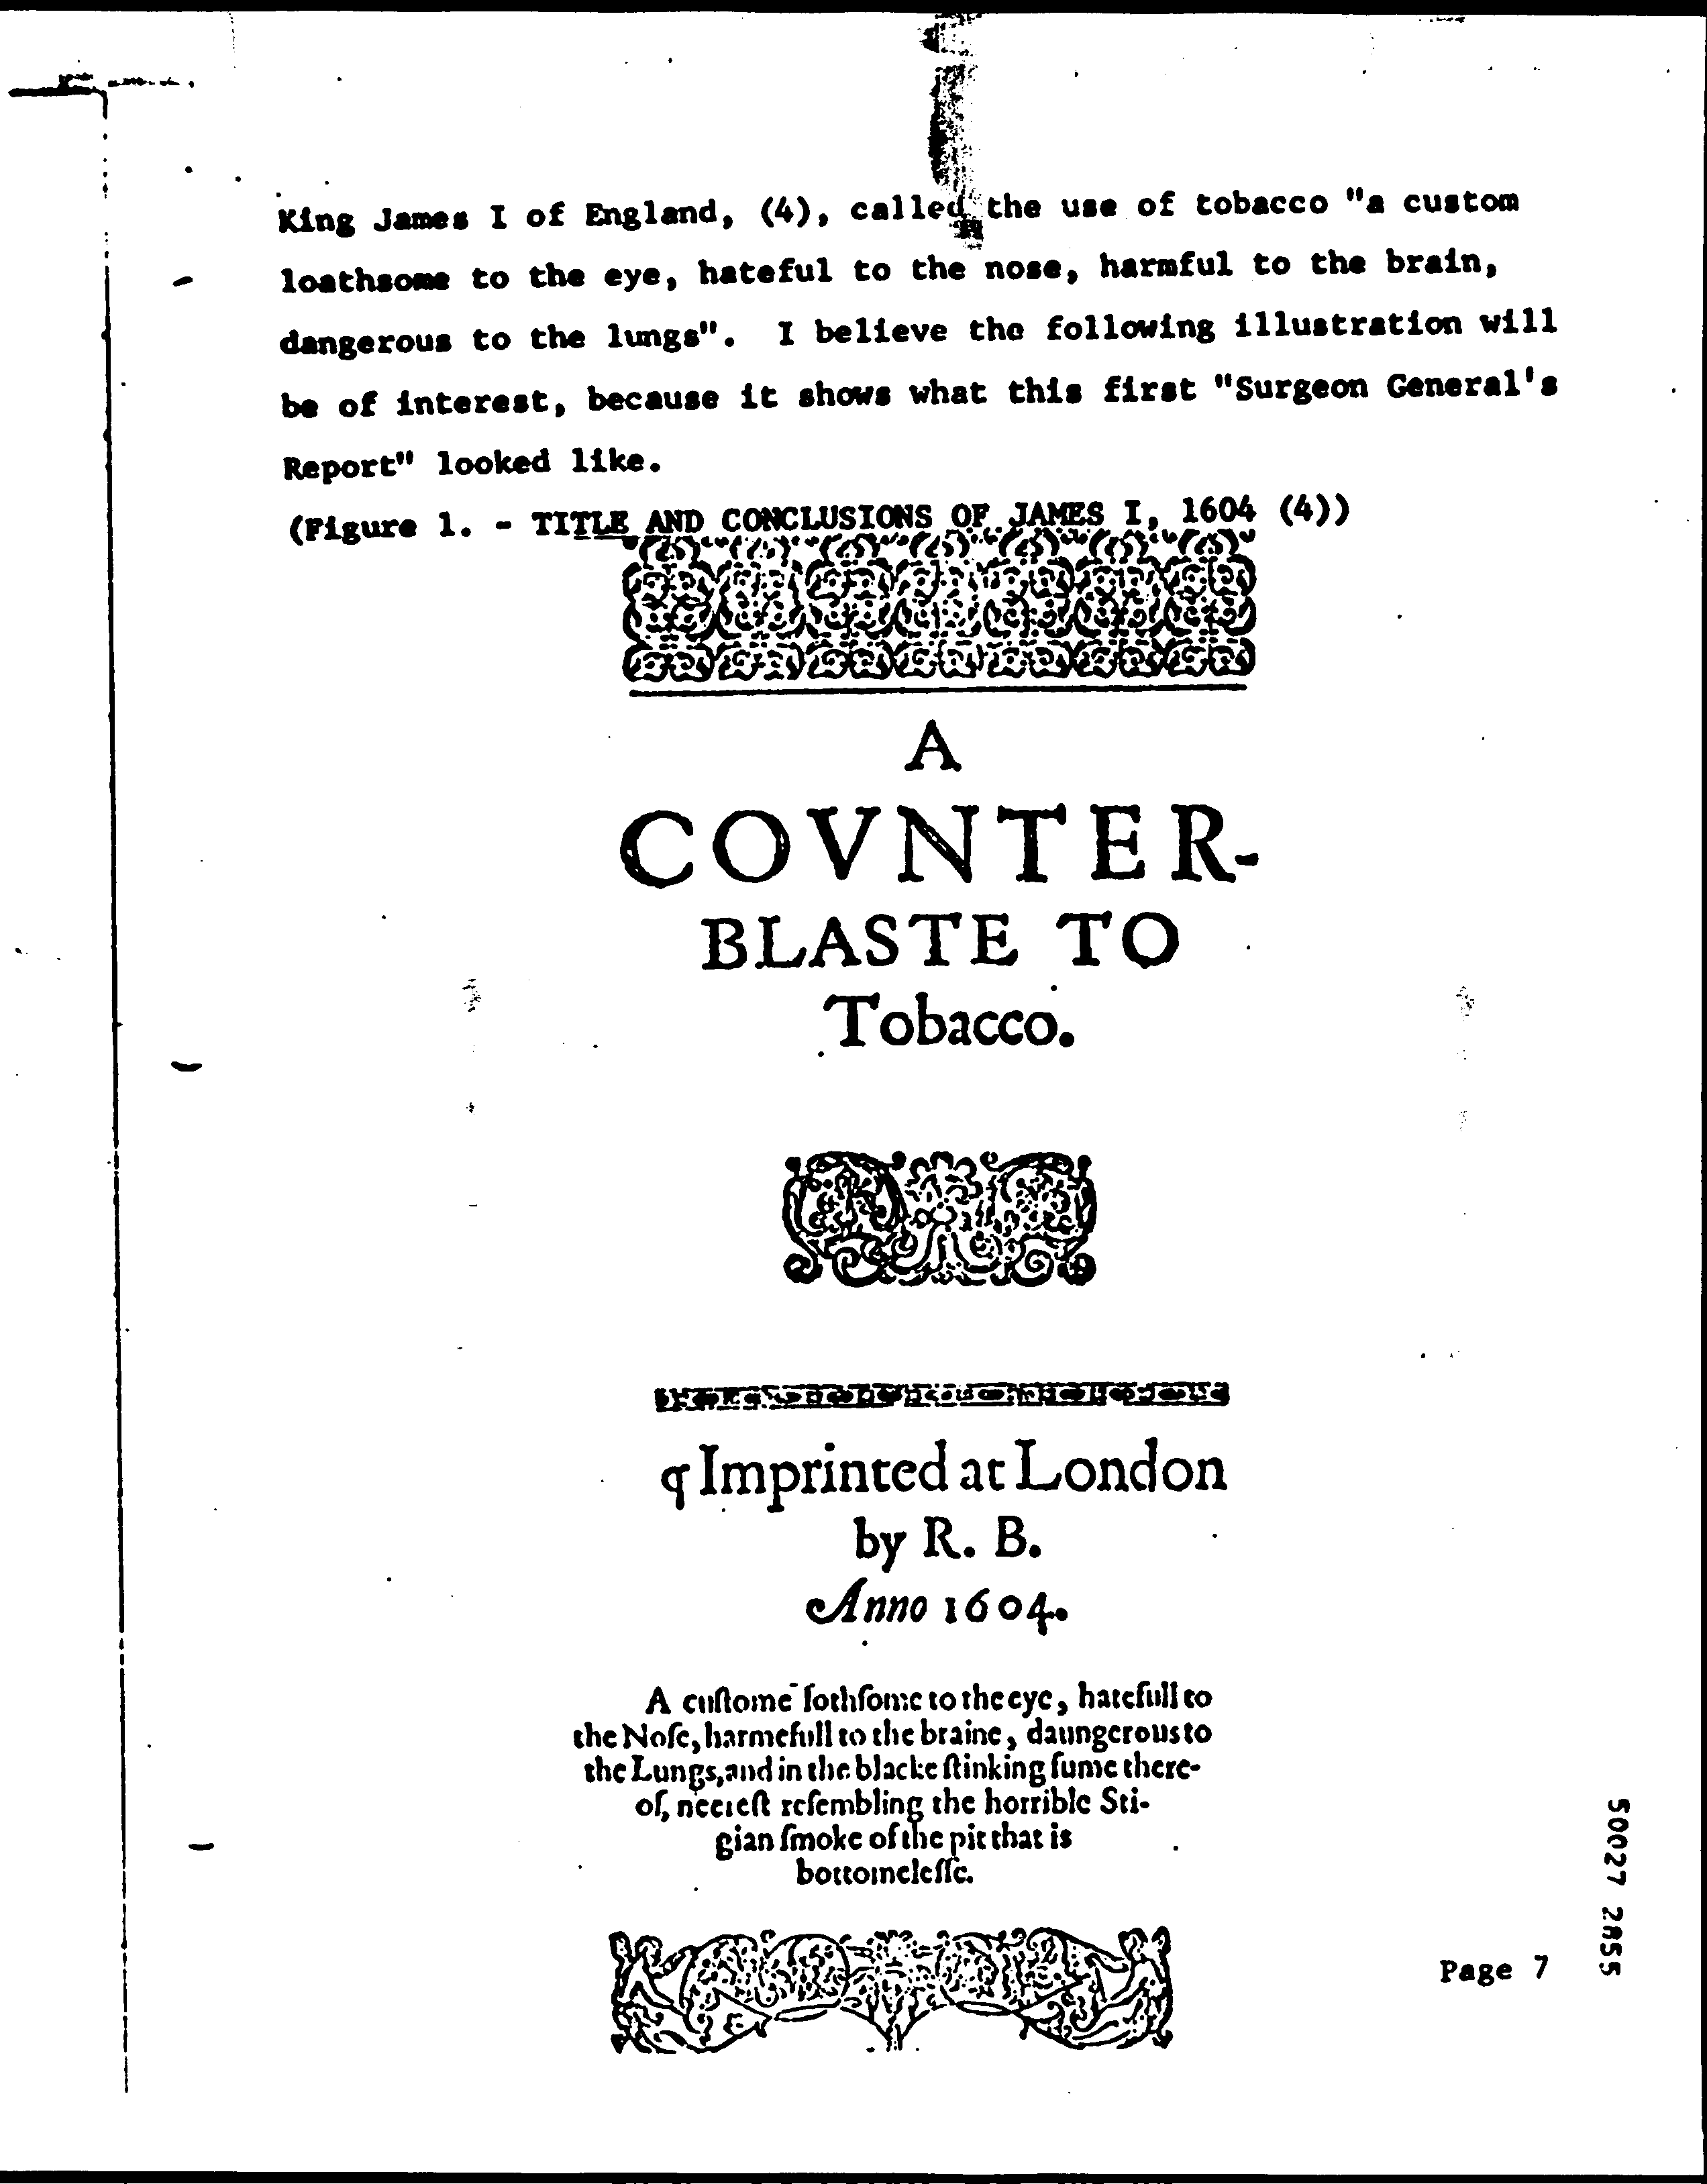 King James I of England, (4), called the use of tobacco "a custom
loathsome to the eye, hateful to the nose, harmful to the brain,
dangerous to the lungs".  I believe the following illustration will
be of interest, because it shows what this first "Surgeon General's
Report" looked like.
(Figure 1. - TITLE AND CONCLUSIONS OF JAMES I, 1604 (4))
A
COVNTER-
BLASTE TO
Tobacco.
¶ Imprinted at London
by R. B.
Anno 1604.
A cuſtome lothſome to the eye, hatefull to
the Noſe, harmefull to the braine, daungerous to
the Lungs, and in the blacke ſtinking fume there-
of, neereſt reſembling the horrible Sti-
gian ſmoke of the pit that is
bottomeleſſe.
Page 7
50027 2855